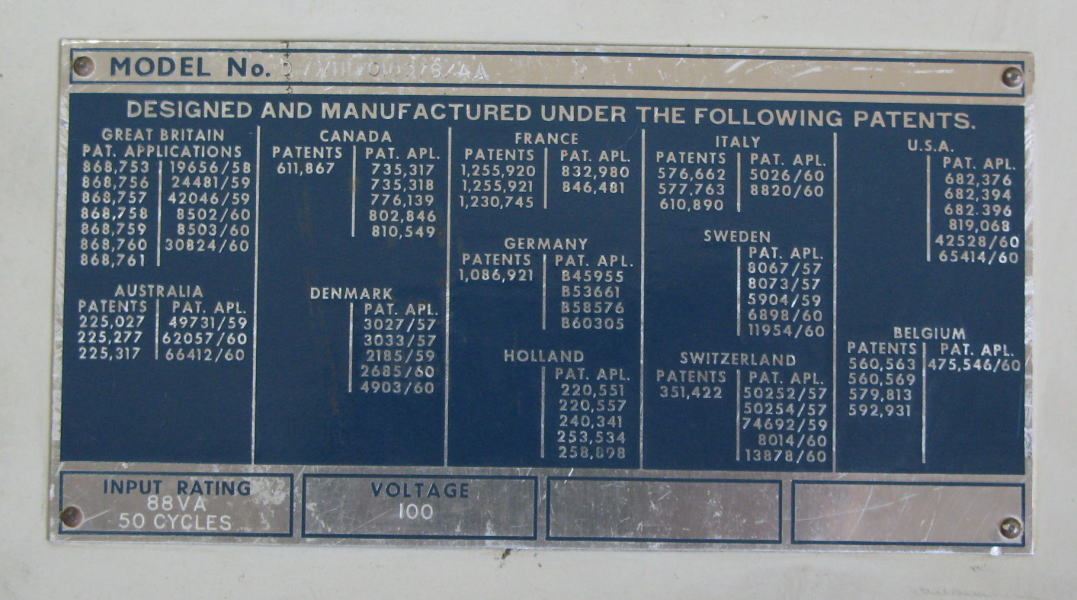 MODEL No.
DESIGNED AND MANUFACTURED UNDER THE FOLLOWING PATENTS.
GREAT BRITAIN
PAT. APPLICATIONS
868,753 19656/58
868,756 24481/59
868,757 42046/59
868,758 8502/60
868,759 8503/60
868,760 30824/60
868,761
AUSTRALIA
PATENTS PAT. APL.
225,027 49731/59
225,277 62057/60
225,317 66412/60
CANADA
PATENTS PAT. APL.
611,867 735,317
735,318
776,139
802,846
810,549
DENMARK
PAT. APL.
3027/57
3033/57
2185/59
2685/60
4903/60
FRANCE
PATENTS PAT. APL.
1,255,920 832,980
1,255,921 846,481
1,230,745
GERMANY
PATENTS PAT. APL.
1,086,921 B45955
B53661
B58576
B60305
HOLLAND
PAT. APL.
220,551
220,557
240,341
253,534
258,898
ITALY
PATENTS PAT. APL.
576,662 5026/60
577,763 8820/60
610,890
SWEDEN
PAT. APL.
8067/57
8073/57
5904/59
6898/60
11954/60
SWITZERLAND
PATENTS PAT. APL.
351,422 50252/57
50254/57
74692/59
8014/60
13878/60
U.S.A.
PAT. APL.
682,376
682,394
682.396
819,068
42528/60
65414/60
BELGIUM
PATENTS PAT. APL.
560,563 475,546/60
560,569
579,813
592,931
INPUT RATING
88VA
50 CYCLES
VOLTAGE
100